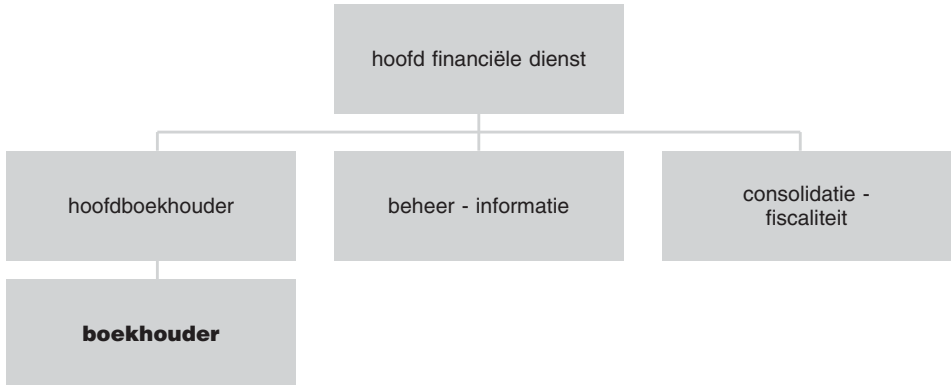 hoofd financiële dienst
hoofdboekhouder
beheer - informatie
consolidatie -
fiscaliteit
boekhouder